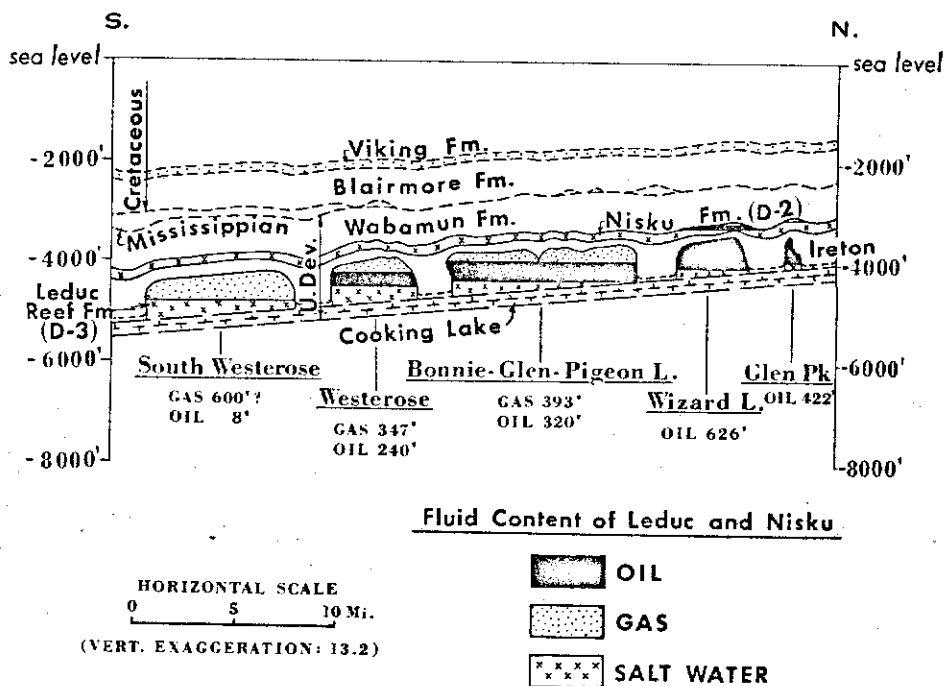 S.
N.
sea level
sea level
Cretaceous
-2000'
-2000'
Viking Fm.
Blairmore Fm.
Mississippian
Wabamun Fm.
Nisku Fm. (D-2)
U. Dev.
Ireton
-4000'
-4000'
Leduc
Reef Fm
(D-3)
Cooking Lake
-6000'
-6000'
South Westerose
GAS 600'?
OIL 8'
Westerose
GAS 347'
OIL 240'
Bonnie-Glen-Pigeon L.
GAS 393'
OIL 320'
Wizard L.
OIL 626'
Glen Pk
OIL 422'
-8000'
-8000'
Fluid Content of Leduc and Nisku
OIL
GAS
SALT WATER
HORIZONTAL SCALE
0 5 10 Mi.
(VERT. EXAGGERATION: 13.2)